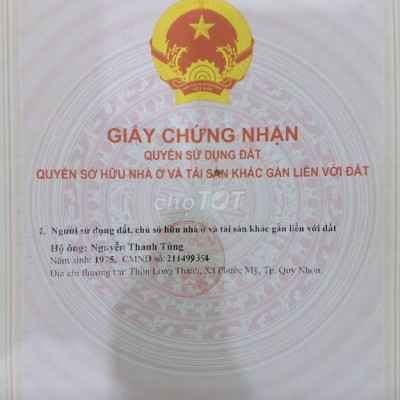 GIẤY CHỨNG NHẬN
QUYỀN SỬ DỤNG ĐẤT
QUYỀN SỞ HỮU NHÀ Ở VÀ TÀI SẢN KHÁC GẮN LIỀN VỚI ĐẤT
chợTỐT
I. Người sử dụng đất, chủ sở hữu nhà ở và tài sản khác gắn liền với đất
Hộ ông: Nguyễn Thanh Tùng
Năm sinh: 1975, CMND số: 211499354
Địa chỉ thường trú: Thôn Long Thành, Xã Phước Mỹ, Tp. Quy Nhơn.